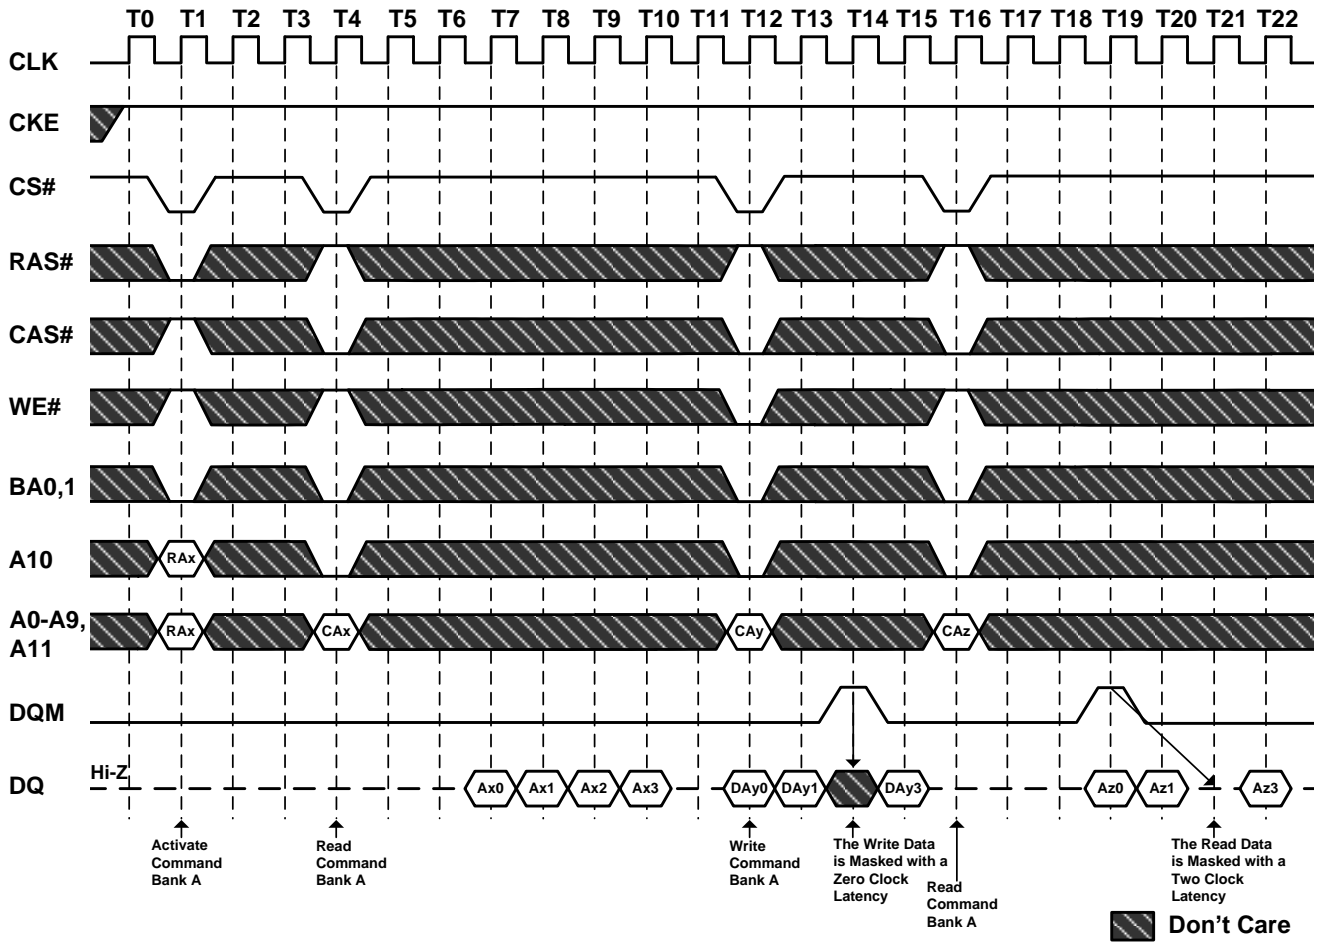 T0 T1 T2 T3 T4 T5 T6 T7 T8 T9 T10 T11 T12 T13 T14 T15 T16 T17 T18 T19 T20 T21 T22
CLK
CKE
CS#
RAS#
CAS#
WE#
BA0,1
A10 RAx
A0-A9,
A11
RAx CAx CAy CAz
DQM
Hi-Z
DQ Ax0 Ax1 Ax2 Ax3 DAy0 DAy1 DAy3 Az0 Az1 Az3
Activate
Command
Bank A
Read
Command
Bank A
Write
Command
Bank A
The Write Data
is Masked with a
Zero Clock
Latency
Read
Command
Bank A
The Read Data
is Masked with a
Two Clock
Latency
Don't Care